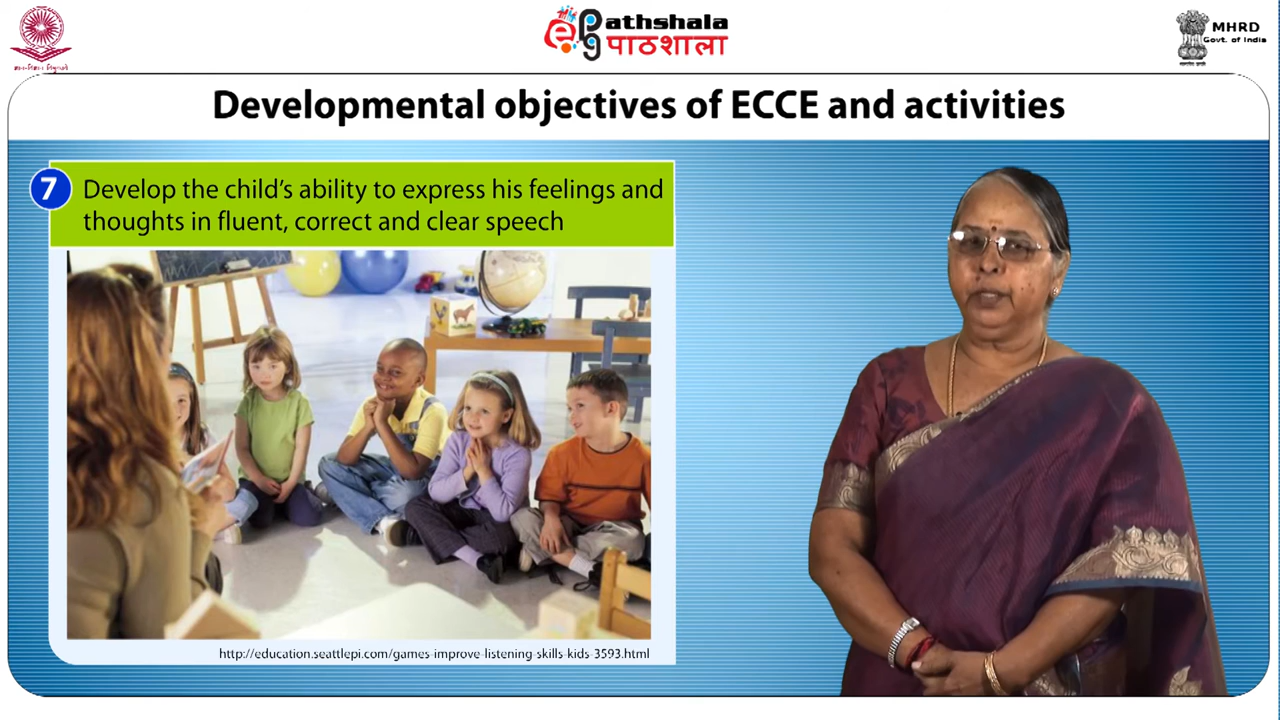 ePathshala
पाठशाला
MHRD
Govt. of India
Developmental objectives of ECCE and activities
7
Develop the child's ability to express his feelings and
thoughts in fluent, correct and clear speech
http://education.seattlepi.com/games-improve-listening-skills-kids-3593.html